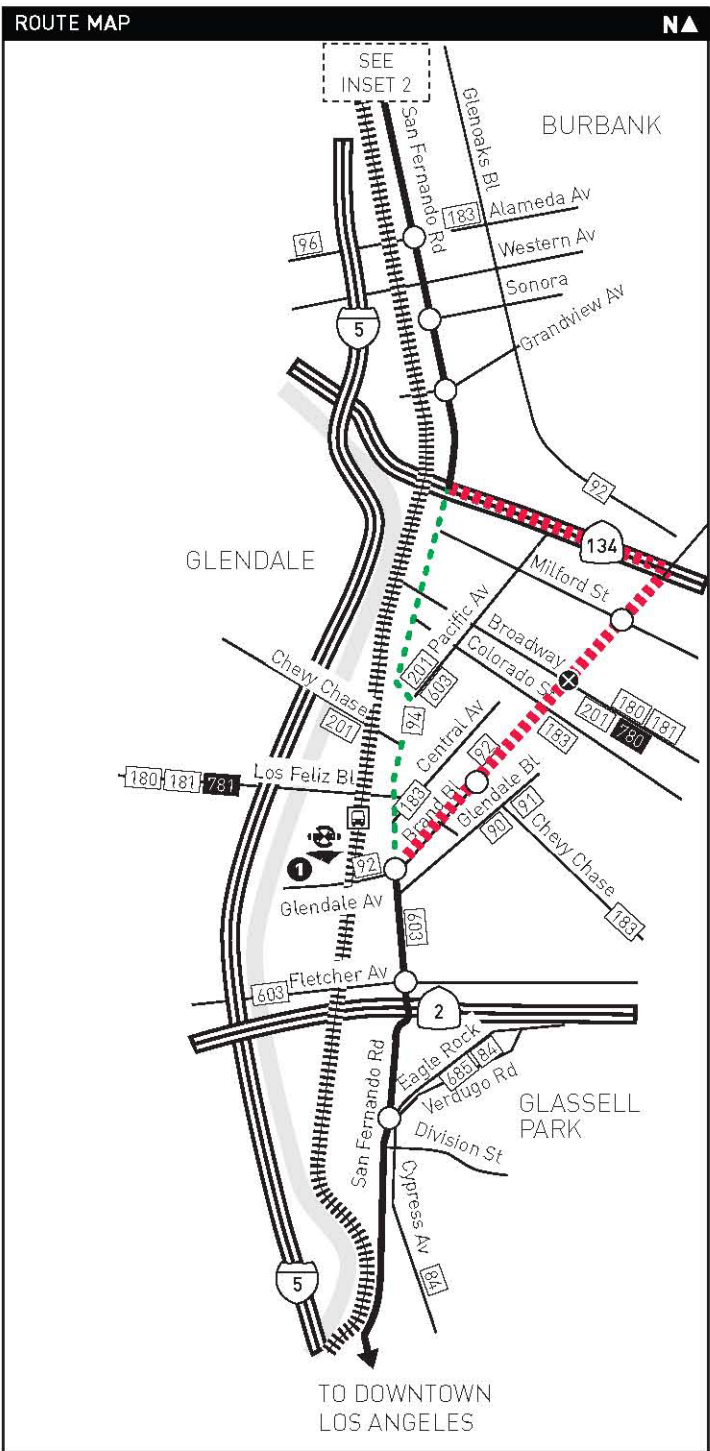 ROUTE MAP
N
SEE
INSET 2
San Fernando Rd
Glenoaks Bl
BURBANK
183
Alameda Av
96
Western Av
Sonora
5
Grandview Av
92
134
GLENDALE
Milford St
Pacific Av
Broadway
201
603
Colorado St
Chevy Chase
201
94
Central Av
180
181
201
780
183
92
180
181
781
Los Feliz Bl
183
Brand Bl
Glendale Bl
91
90
Chevy Chase
1
92
Glendale Av
183
603
603
Fletcher Av
2
San Fernando Rd
Eagle Rock
685
84
Verdugo Rd
GLASSELL
PARK
Division St
Cypress Av
84
5
TO DOWNTOWN
LOS ANGELES